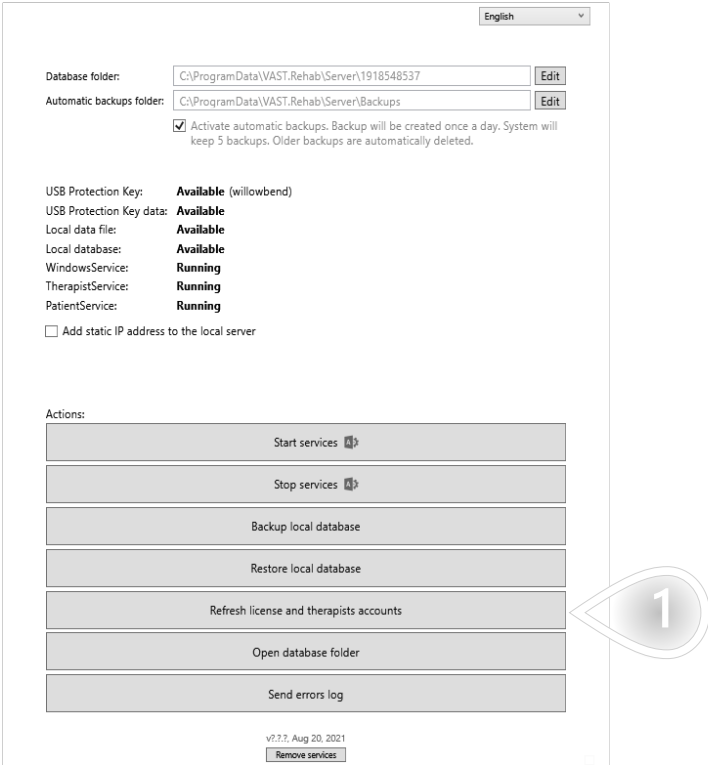 English
Database folder: C:\ProgramData\VAST.Rehab\Server\1918548537 Edit
Automatic backups folder: C:\ProgramData\VAST.Rehab\Server\Backups Edit
Activate automatic backups. Backup will be created once a day. System will
keep 5 backups. Older backups are automatically deleted.
USB Protection Key: Available (willowbend)
USB Protection Key data: Available
Local data file: Available
Local database: Available
WindowsService: Running
TherapistService: Running
PatientService: Running
Add static IP address to the local server
Actions:
Start services
Stop services
Backup local database
Restore local database
Refresh license and therapists accounts
1
Open database folder
Send errors log
v?.?.?, Aug 20, 2021
Remove services